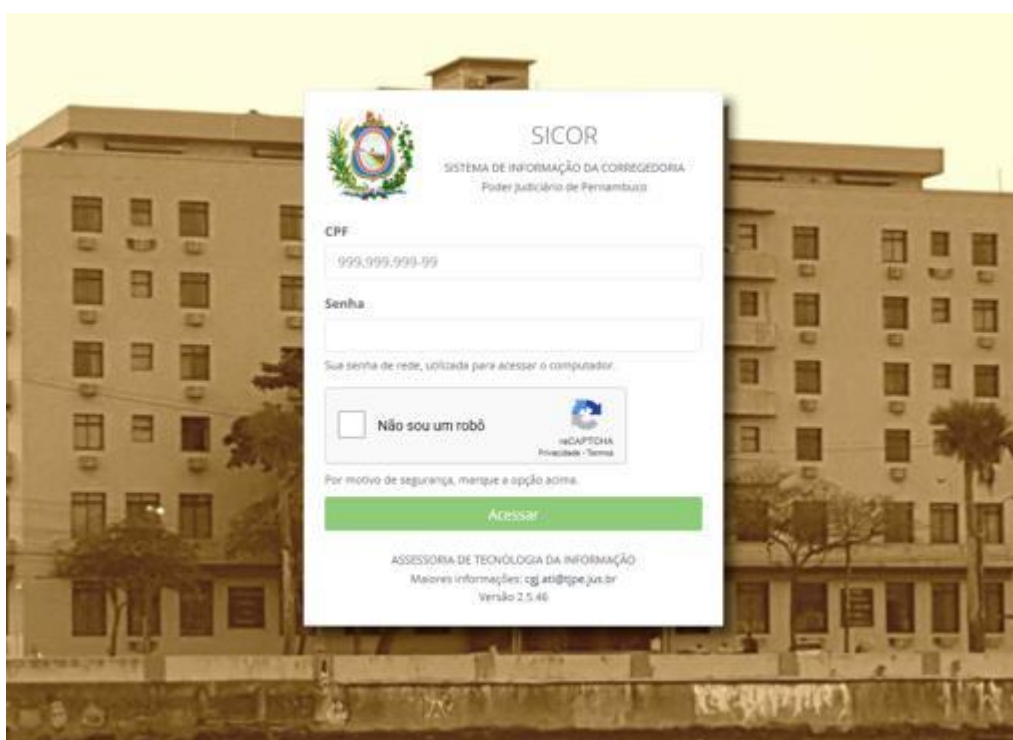 SICOR
SISTEMA DE INFORMAÇÃO DA CORREGEDORIA
Poder Judiciário de Pernambuco
CPF
999.999.999-99
Senha
Sua senha de rede, utilizada para acessar o computador.
Não sou um robô
reCAPTCHA
Privacidade - Termos
Por motivo de segurança, marque a opção acima.
Acessar
ASSESSORIA DE TECNOLOGIA DA INFORMAÇÃO
Maiores informações: cgj.ati@tjpe.jus.br
Versão 2.5.46